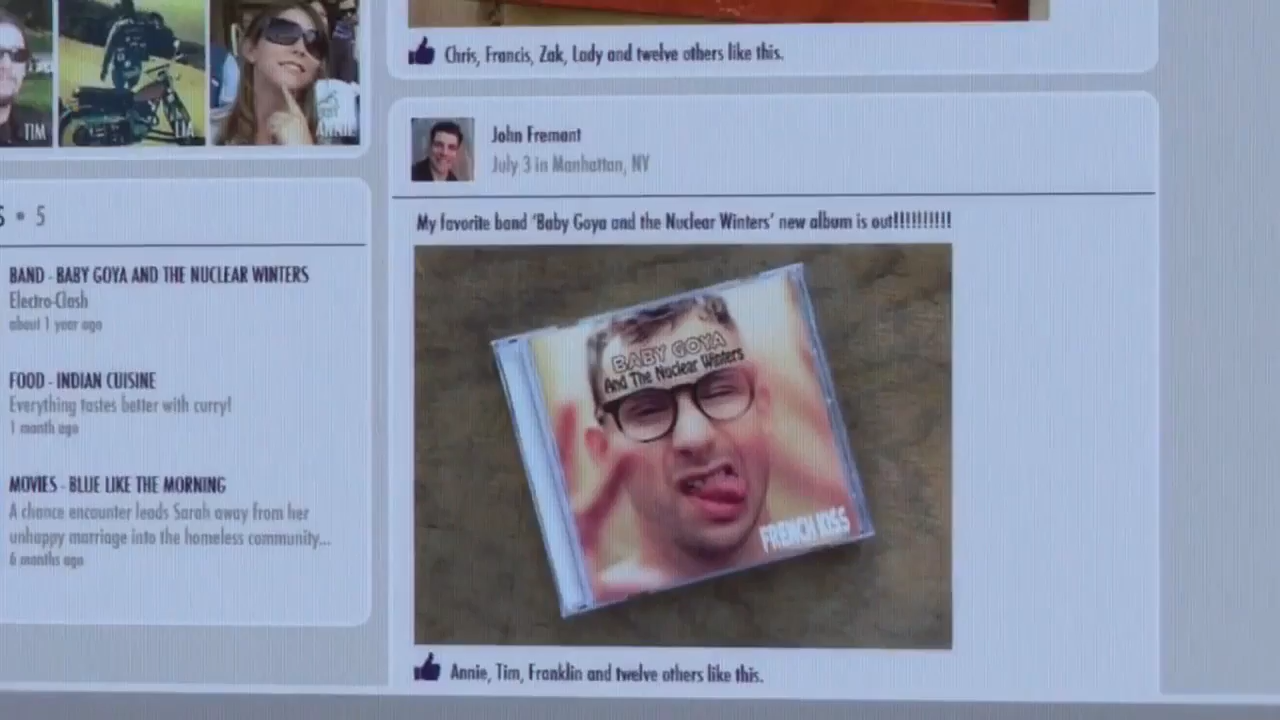 TIM
LIA
ANNIE
S • 5
BAND - BABY GOYA AND THE NUCLEAR WINTERS
Electro-Clash
about 1 year ago
FOOD - INDIAN CUISINE
Everything tastes better with curry!
1 month ago
MOVIES - BLUE LIKE THE MORNING
A chance encounter leads Sarah away from her
unhappy marriage into the homeless community...
6 months ago
Chris, Francis, Zak, Lady and twelve others like this.
John Fremont
July 3 in Manhattan, NY
My favorite band 'Baby Goya and the Nuclear Winters' new album is out!!!!!!!!!!
BABY GOYA
And The Nuclear Winters
FRENCH KISS
Annie, Tim, Franklin and twelve others like this.